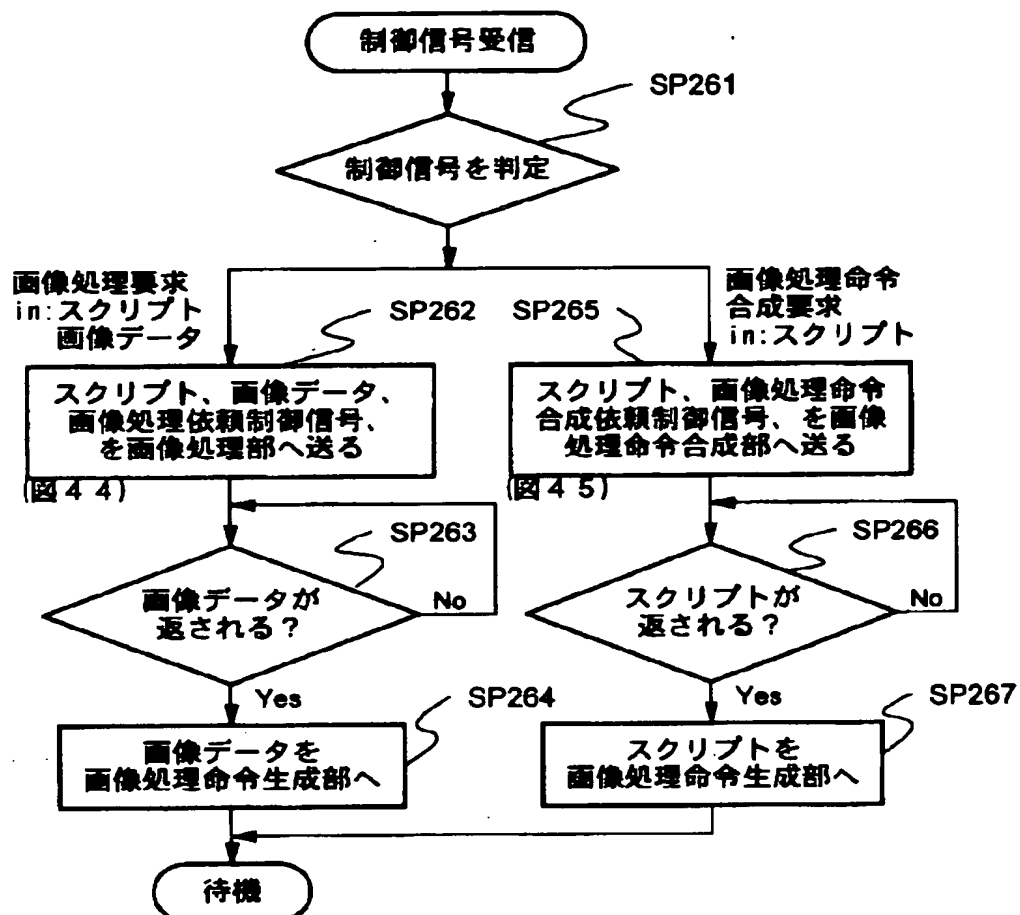 制御信号受信
SP261
制御信号を判定
画像処理要求
in:スクリプト
画像データ
SP262
SP265
画像処理命令
合成要求
in:スクリプト
スクリプト、画像データ、
画像処理依頼制御信号、
を画像処理部へ送る
(図44)
スクリプト、画像処理命令
合成依頼制御信号、を画像
処理命令合成部へ送る
(図45)
SP263
画像データが
返される?
No
Yes
SP266
スクリプトが
返される?
No
Yes
SP264
画像データを
画像処理命令生成部へ
SP267
スクリプトを
画像処理命令生成部へ
待機